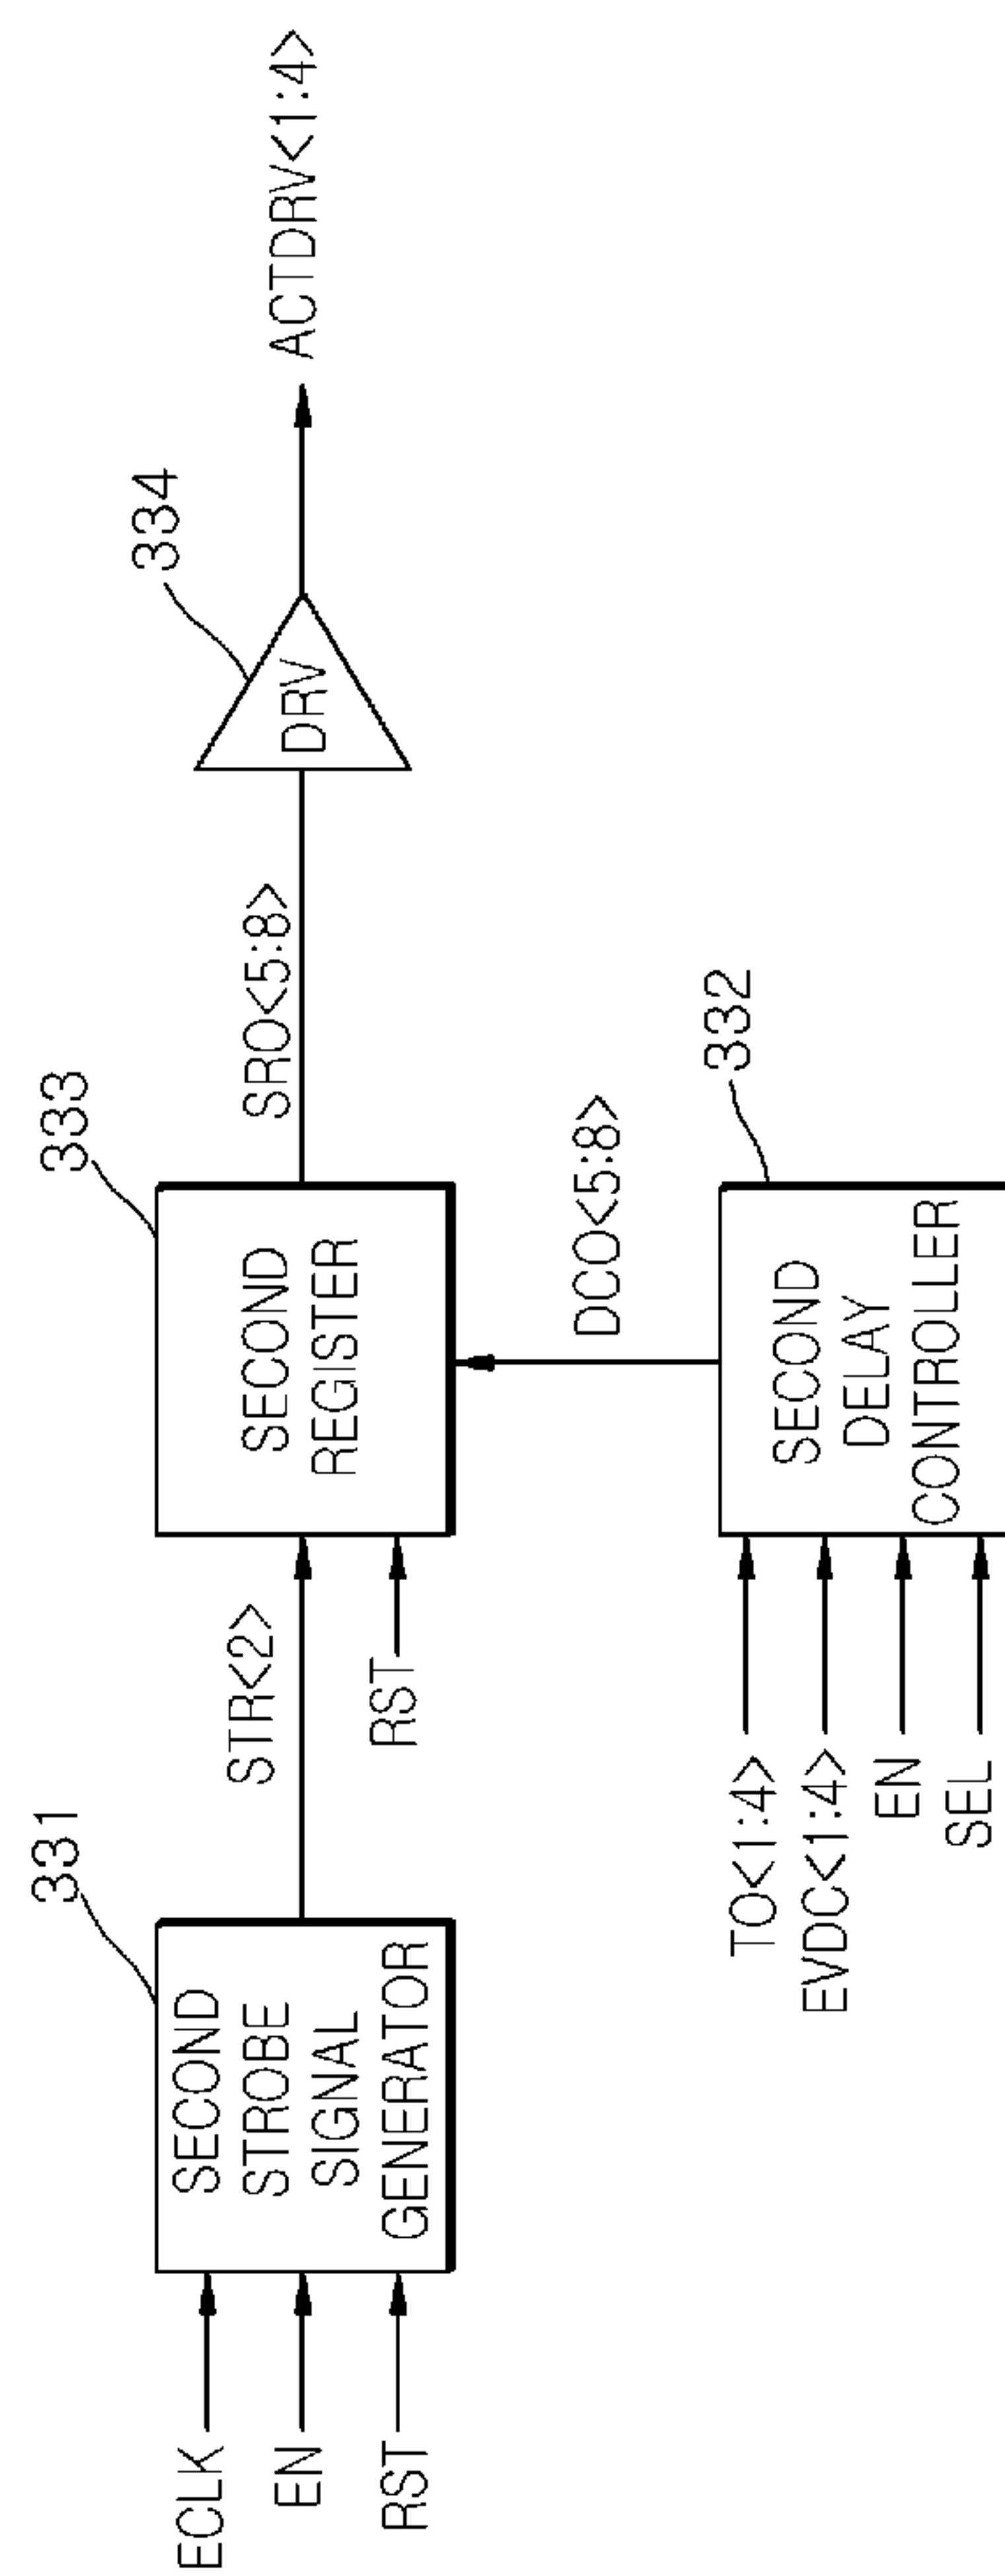 ECLK
EN
RST
SECOND
STROBE
SIGNAL
GENERATOR
331
STR<2>
RST
SECOND
REGISTER
333
SRO<5:8>
DRV
334
ACTDRV<1:4>
TO<1:4>
EVDC<1:4>
EN
SEL
SECOND
DELAY
CONTROLLER
332
DCO<5:8>